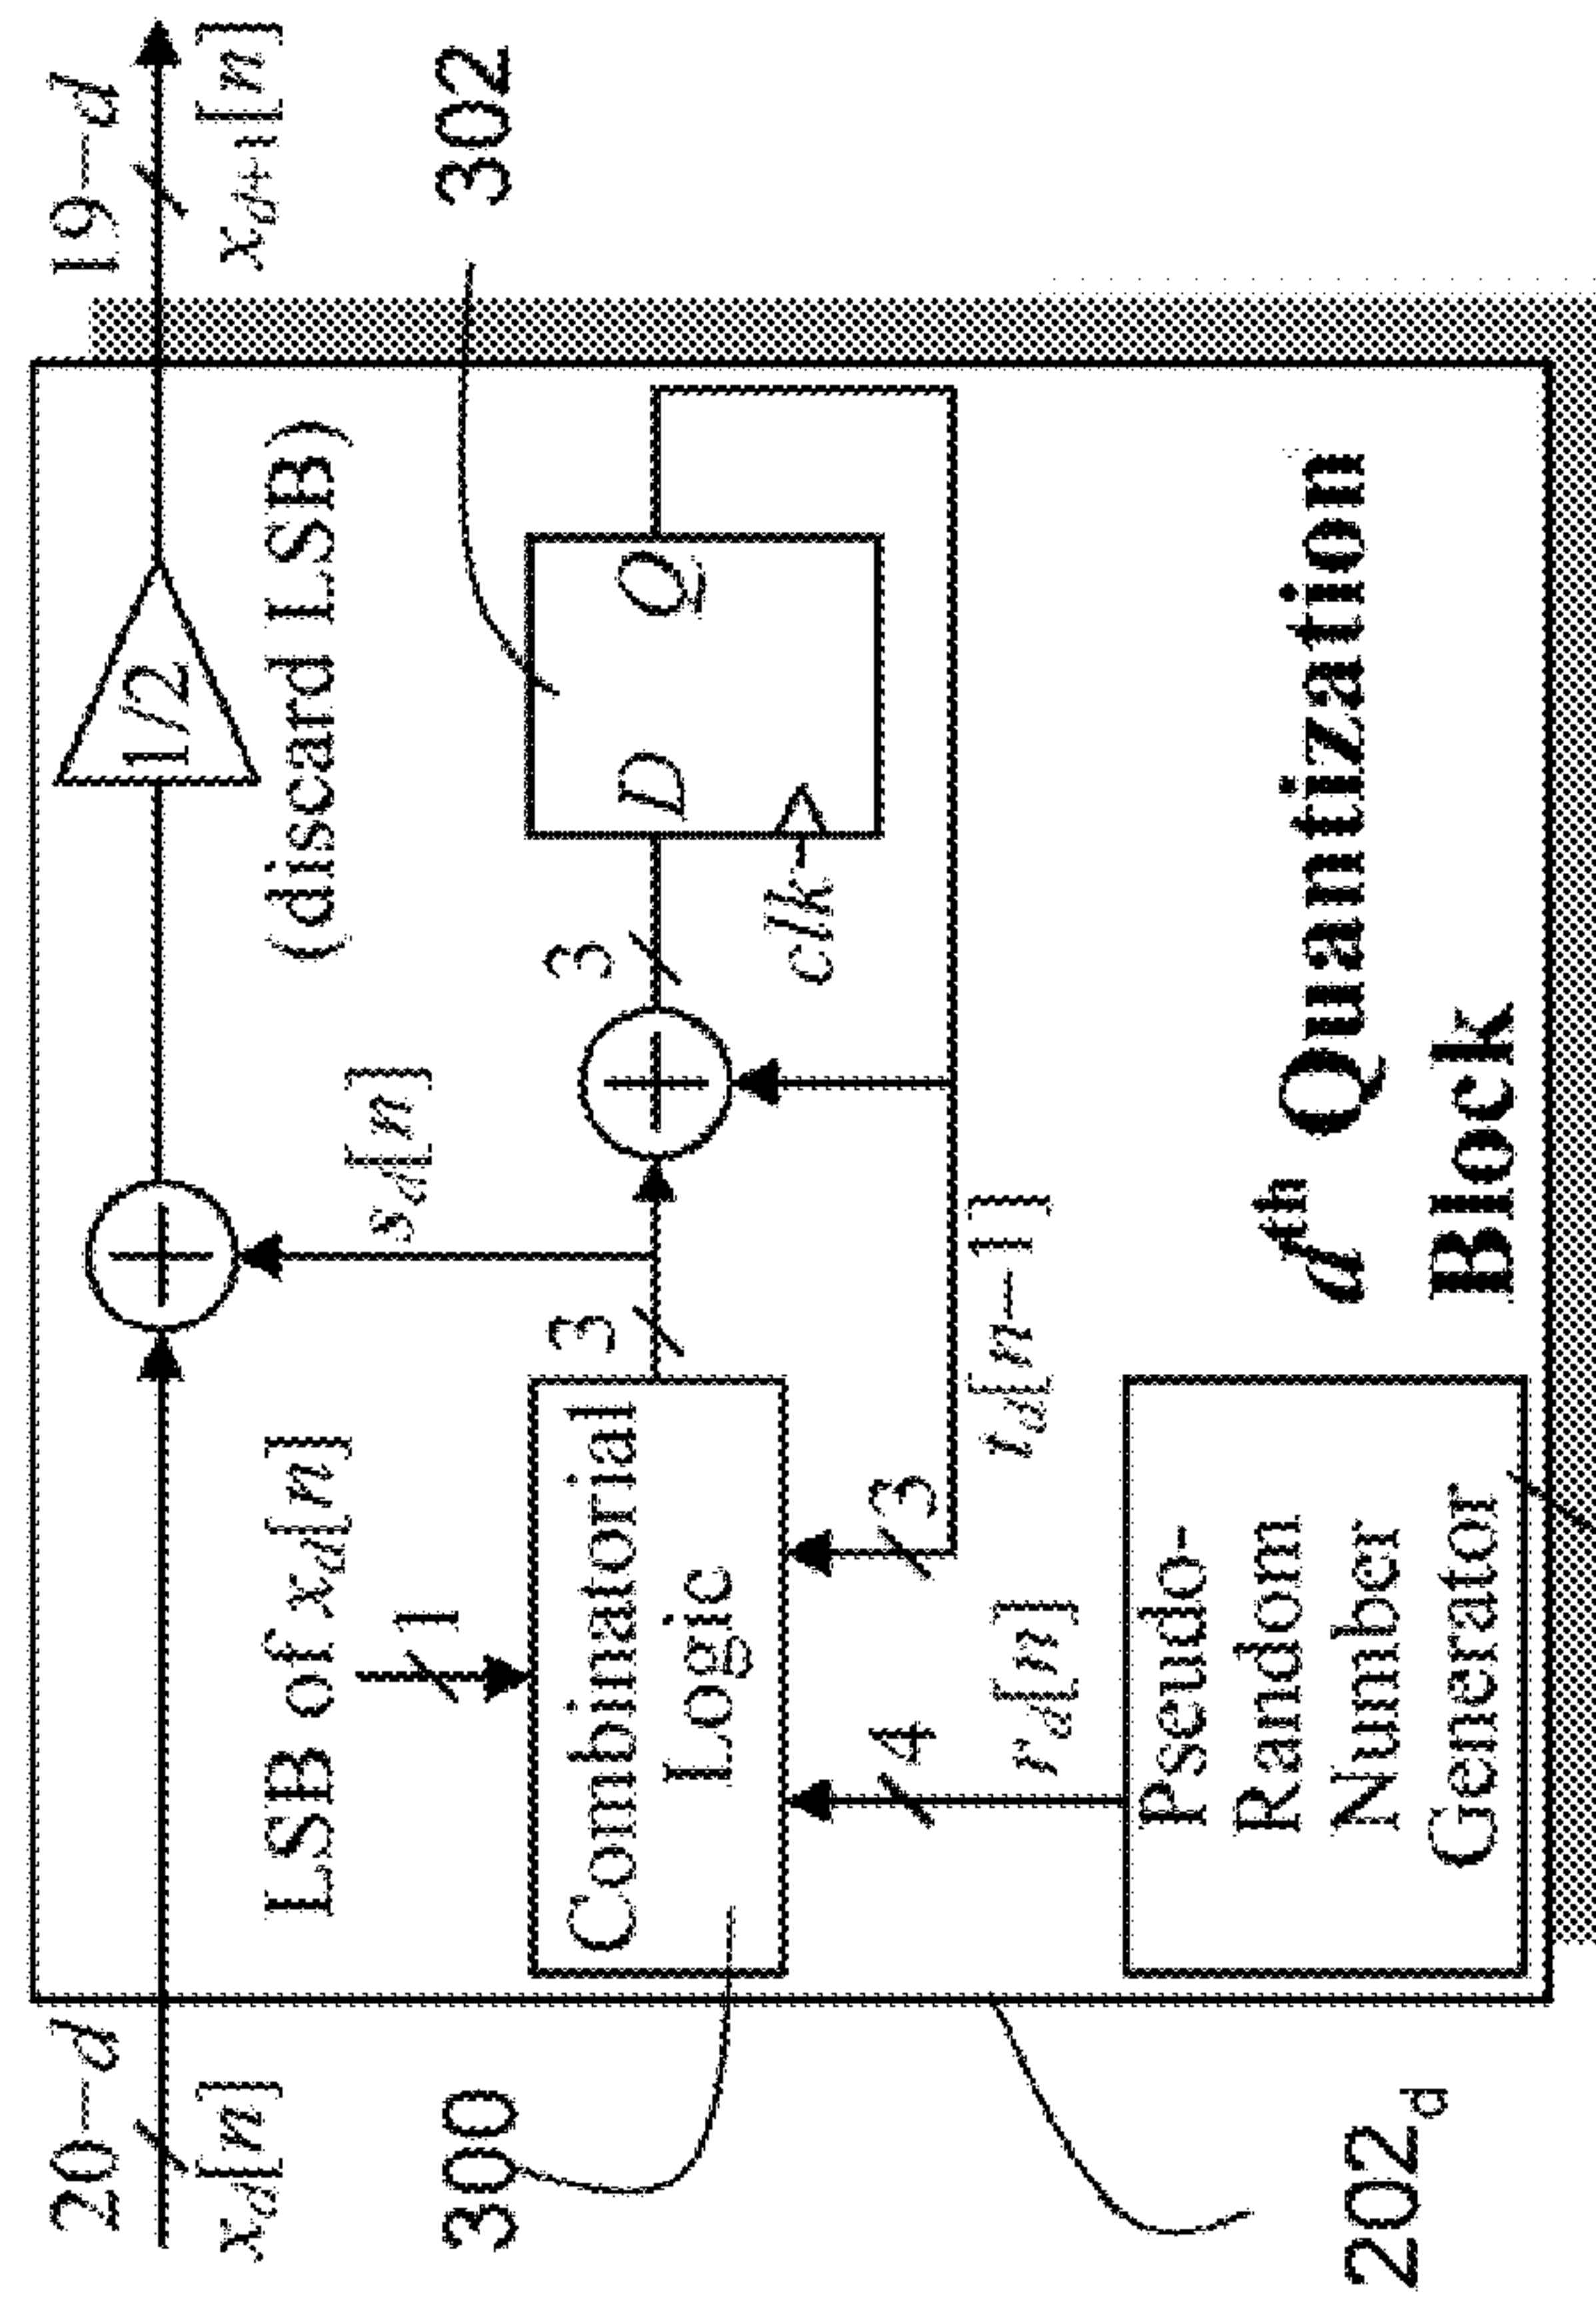 20−d
x_d[n]
19−d
x_{d+1}[n]
1/2
(discard LSB)
LSB of x_d[n]
s_d[n]
1
3
3
Combinatorial
Logic
D
Q
clk
3
4
t_d[n−1]
r_d[n]
Pseudo-
Random
Number
Generator
dth Quantization
Block
300
302
202_d